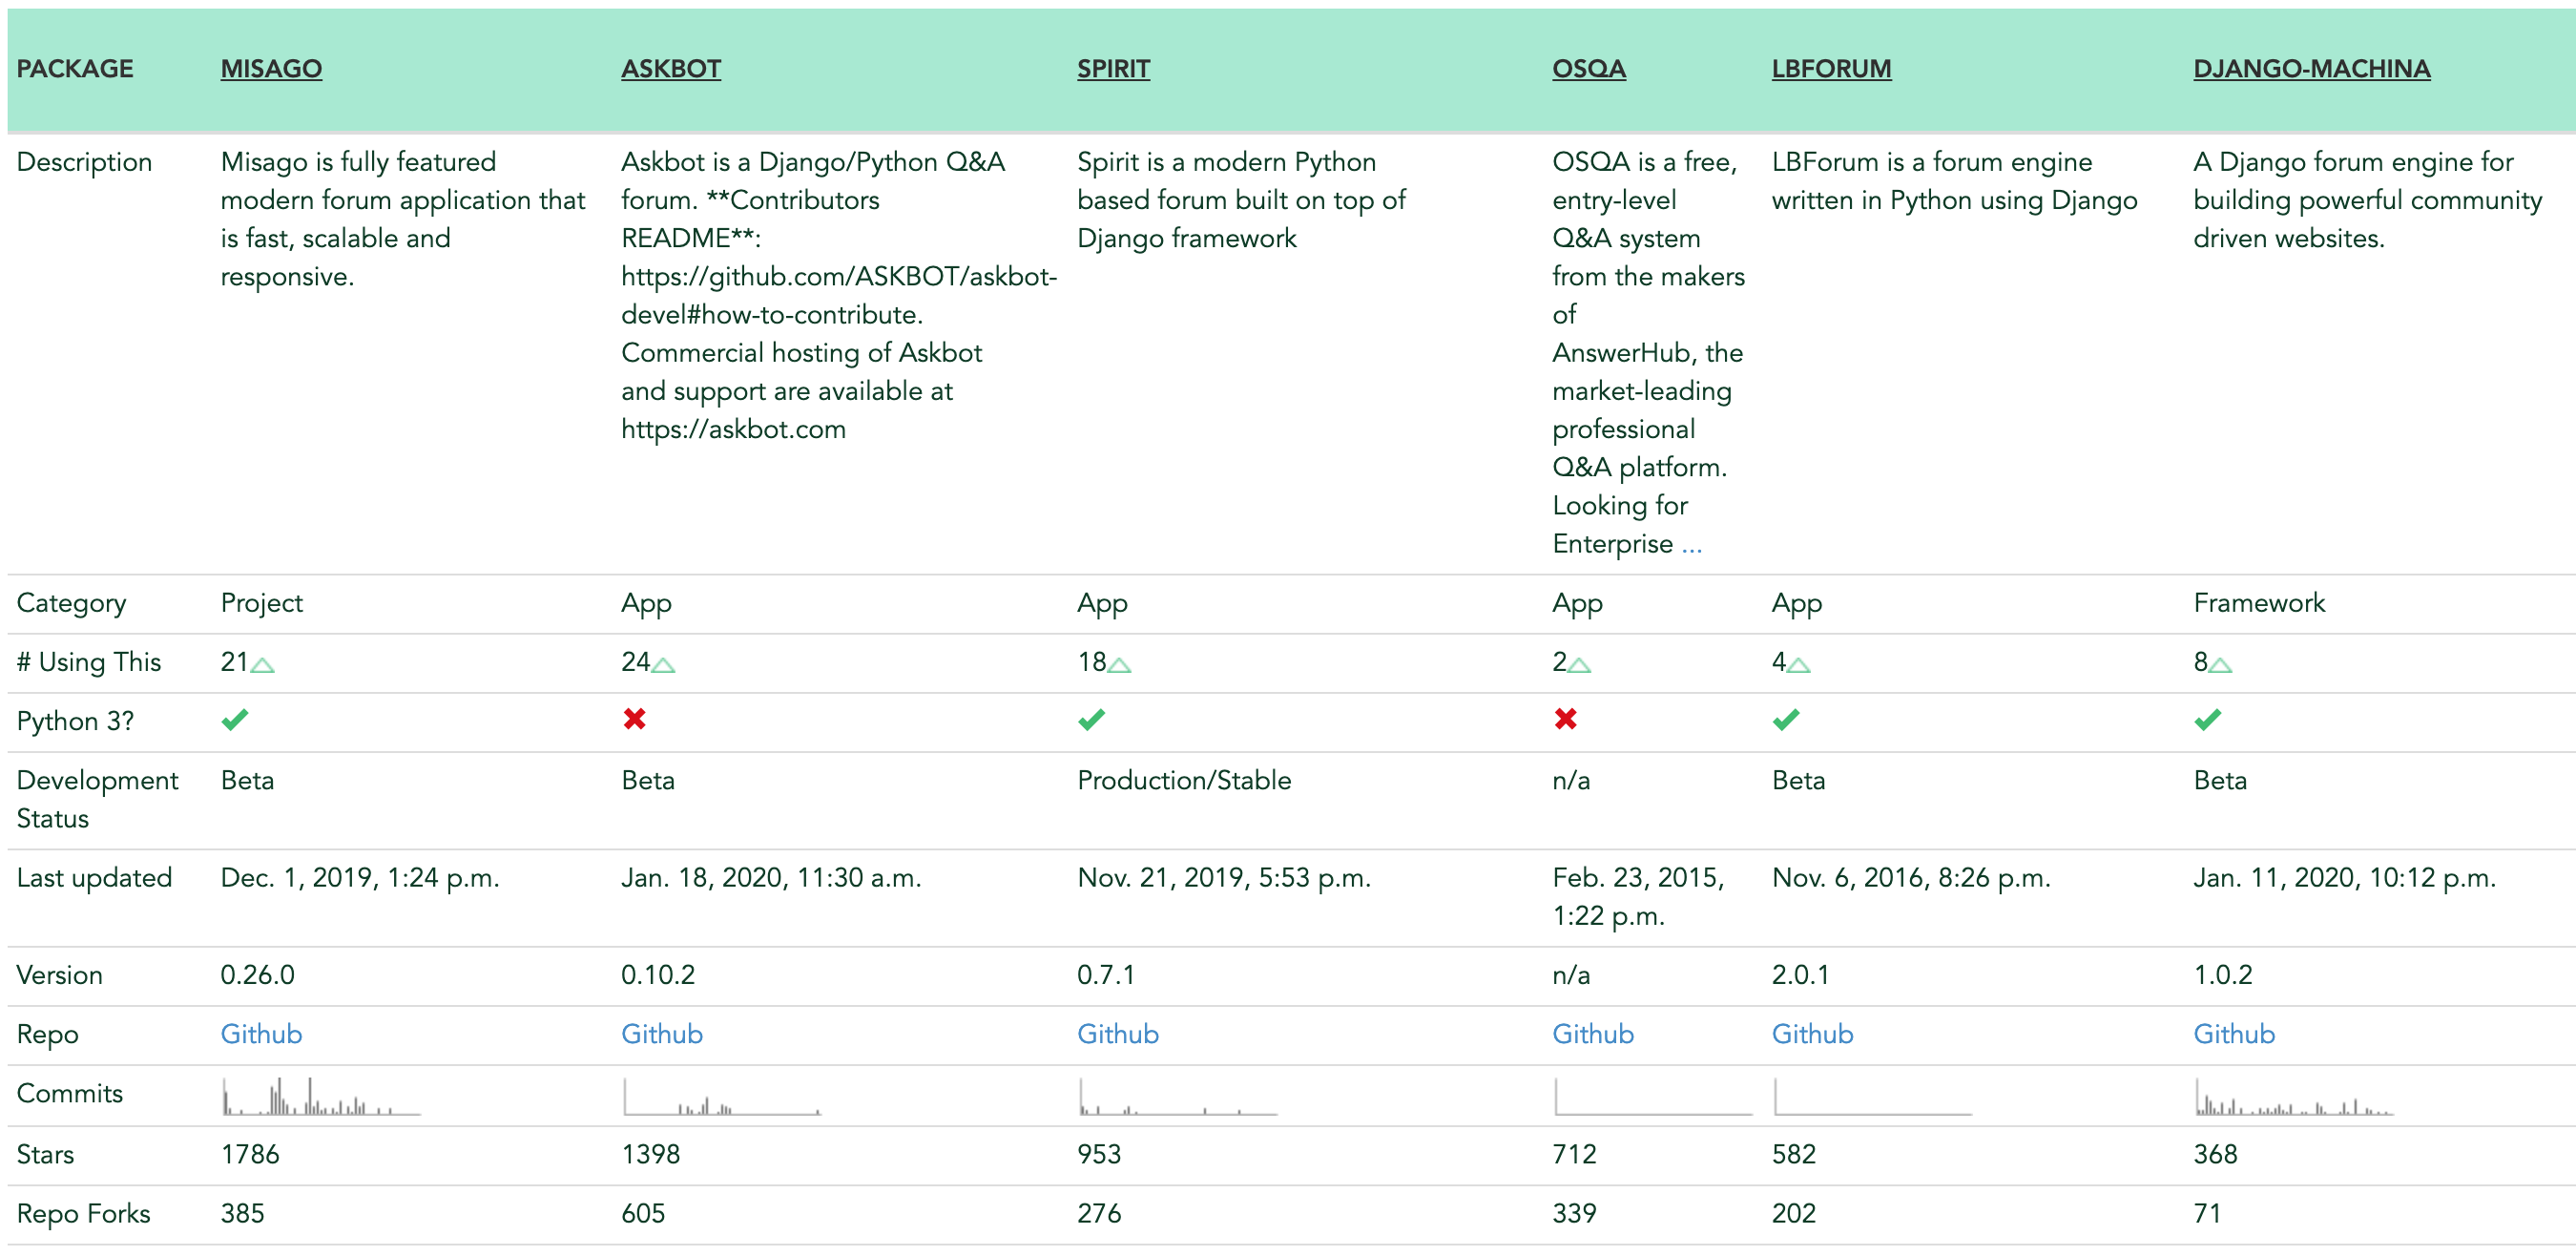 PACKAGE MISAGO ASKBOT SPIRIT OSQA LBFORUM DJANGO-MACHINA
Description Misago is fully featured Askbot is a Django/Python Q&A Spirit is a modern Python OSQA is a free, LBForum is a forum engine A Django forum engine for
modern forum application that forum. **Contributors based forum built on top of entry-level written in Python using Django building powerful community
is fast, scalable and README**: Django framework Q&A system driven websites.
responsive. https://github.com/ASKBOT/askbot- from the makers
devel#how-to-contribute. of
Commercial hosting of Askbot AnswerHub, the
and support are available at market-leading
https://askbot.com professional
Q&A platform.
Looking for
Enterprise ...
Category Project App App App App Framework
# Using This 21 24 18 2 4 8
Python 3?
Development Beta Beta Production/Stable n/a Beta Beta
Status
Last updated Dec. 1, 2019, 1:24 p.m. Jan. 18, 2020, 11:30 a.m. Nov. 21, 2019, 5:53 p.m. Feb. 23, 2015, Nov. 6, 2016, 8:26 p.m. Jan. 11, 2020, 10:12 p.m.
1:22 p.m.
Version 0.26.0 0.10.2 0.7.1 n/a 2.0.1 1.0.2
Repo Github Github Github Github Github Github
Commits
Stars 1786 1398 953 712 582 368
Repo Forks 385 605 276 339 202 71